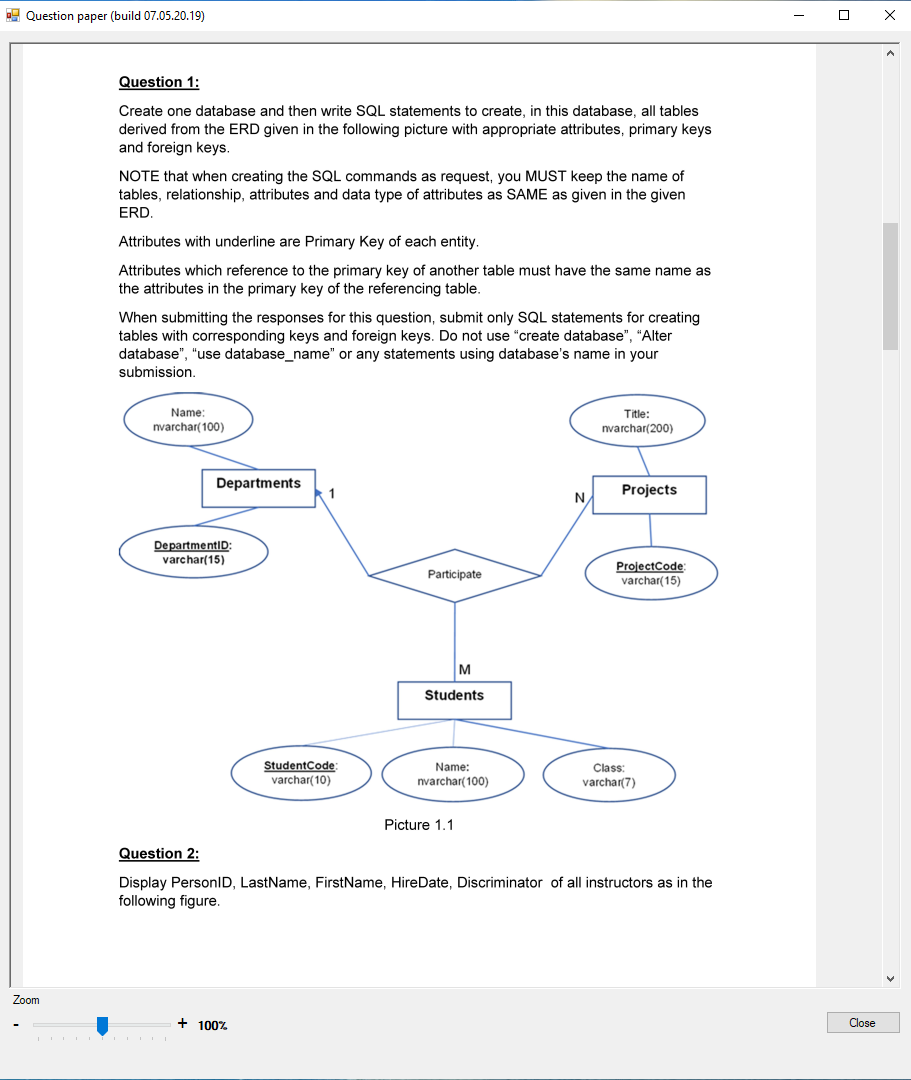 Question paper (build 07.05.20.19)
Question 1:
Create one database and then write SQL statements to create, in this database, all tables
derived from the ERD given in the following picture with appropriate attributes, primary keys
and foreign keys.
NOTE that when creating the SQL commands as request, you MUST keep the name of
tables, relationship, attributes and data type of attributes as SAME as given in the given
ERD.
Attributes with underline are Primary Key of each entity.
Attributes which reference to the primary key of another table must have the same name as
the attributes in the primary key of the referencing table.
When submitting the responses for this question, submit only SQL statements for creating
tables with corresponding keys and foreign keys. Do not use “create database”, “Alter
database”, “use database_name” or any statements using database’s name in your
submission.
Name:
nvarchar(100)
Title:
nvarchar(200)
Departments
1
N
Projects
DepartmentID:
varchar(15)
Participate
ProjectCode:
varchar(15)
M
Students
StudentCode:
varchar(10)
Name:
nvarchar(100)
Class:
varchar(7)
Picture 1.1
Question 2:
Display PersonID, LastName, FirstName, HireDate, Discriminator  of all instructors as in the
following figure.
Zoom
-
+
100%
Close